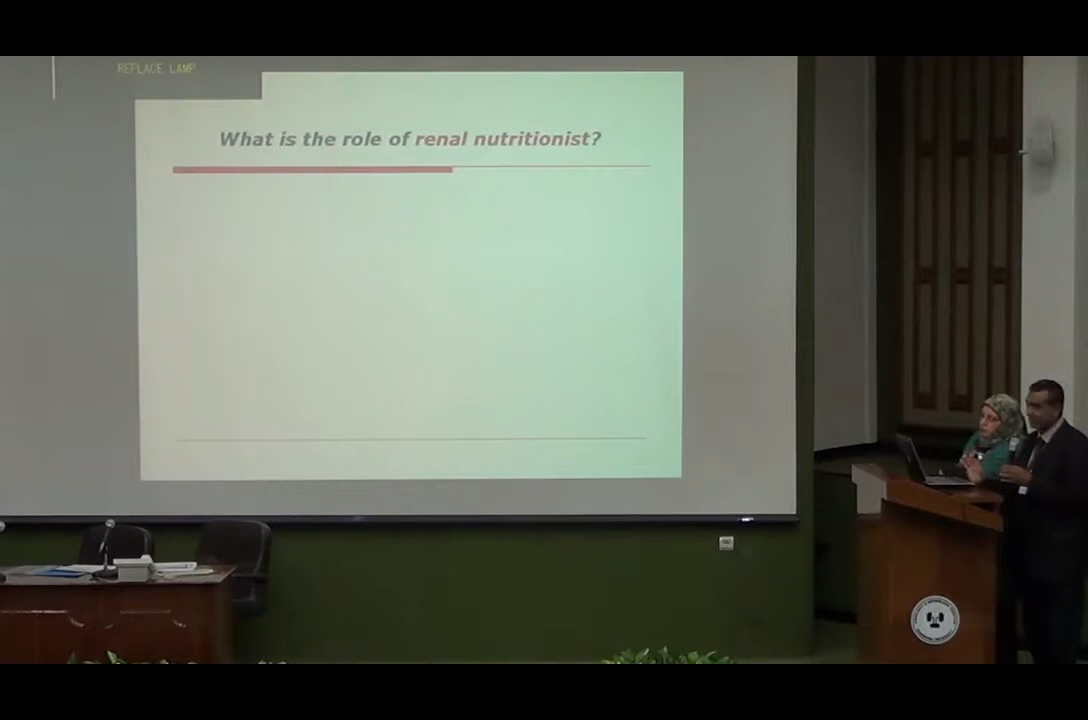 REPLACE LAMP
What is the role of renal nutritionist?